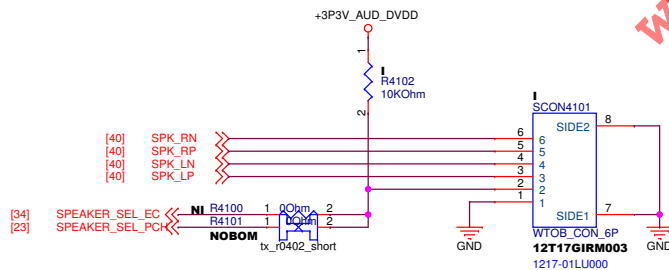 +3P3V_AUD_DVDD
1
I
R4102
10KOhm
2
I
SCON4101
SIDE2 8
[40] SPK_RN 6 6
[40] SPK_RP 5 5
[40] SPK_LN 4 4
[40] SPK_LP 3 3
2 2
1 1
[34] SPEAKER_SEL_EC NI R4100 1 0Ohm 2
[23] SPEAKER_SEL_PCH R4101 1 0Ohm 2
NOBOM
tx_r0402_short
SIDE1 7
GND
GND
WTOB_CON_6P
12T17GIRM003
1217-01LU000